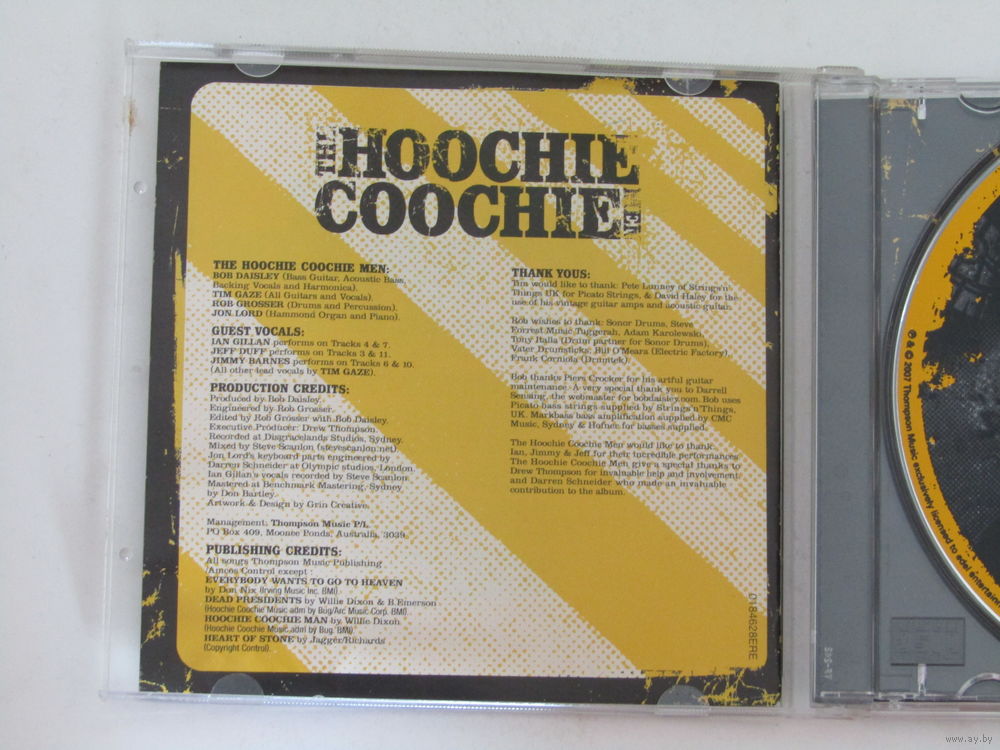 THE HOOCHIE
COOCHIE MEN
THE HOOCHIE COOCHIE MEN:
BOB DAISLEY (Bass Guitar, Acoustic Bass,
Backing Vocals and Harmonica).
TIM GAZE (All Guitars and Vocals).
ROB GROSSER (Drums and Percussion).
JON LORD (Hammond Organ and Piano).
GUEST VOCALS:
IAN GILLAN performs on Tracks 4 & 7.
JEFF DUFF performs on Tracks 3 & 11.
JIMMY BARNES performs on Tracks 6 & 10.
(All other lead vocals by TIM GAZE).
PRODUCTION CREDITS:
Produced by Bob Daisley.
Engineered by Rob Grosser.
Edited by Rob Grosser with Bob Daisley.
Executive Producer: Drew Thompson.
Recorded at Disgracelands Studios, Sydney.
Mixed by Steve Scanlon (stevescanlon.net).
Jon Lord's keyboard parts engineered by
Darren Schneider at Olympic studios, London.
Ian Gillan's vocals recorded by Steve Scanlon.
Mastered at Benchmark Mastering, Sydney
by Don Bartley.
Artwork & Design by Grin Creative.
Management: Thompson Music P/L
PO Box 409, Moonee Ponds, Australia, 3039.
PUBLISHING CREDITS:
All songs Thompson Music Publishing
/Amcos Control except :
EVERYBODY WANTS TO GO TO HEAVEN
by Don Nix (Irving Music Inc. BMI).
DEAD PRESIDENTS by Willie Dixon & B.Emerson
(Hoochie Coochie Music adm by Bug/Arc Music Corp. BMI).
HOOCHIE COOCHIE MAN by Willie Dixon
(Hoochie Coochie Music adm by Bug. BMI).
HEART OF STONE by Jagger/Richards
(Copyright Control).
THANK YOUS:
Tim would like to thank: Pete Lunney of Strings'n'
Things UK for Picato Strings, & David Haley for the
use of his vintage guitar amps and acoustic guitar.
Rob wishes to thank: Sonor Drums, Steve
Forrest Music Tuggerah, Adam Karolewski,
Tony Italia (Drum partner for Sonor Drums),
Vater Drumsticks, Bill O'Meara (Electric Factory),
Frank Corniola (Drumtek).
Bob thanks Piers Crocker for his artful guitar
maintenance. A very special thank you to Darrell
Sensing, the webmaster for bobdaisley.com. Bob uses
Picato bass strings supplied by Strings'n'Things,
UK. Markbass bass amplification supplied by CMC
Music, Sydney & Hofner for basses supplied.
The Hoochie Coochie Men would like to thank
Ian, Jimmy & Jeff for their incredible performances.
The Hoochie Coochie Men give a special thanks to
Drew Thompson for invaluable help and involvement
and Darren Schneider who made an invaluable
contribution to the album.
0184628ERE
℗ & © 2007 Thompson Music exclusively licensed to edel entertain
www.ay.by